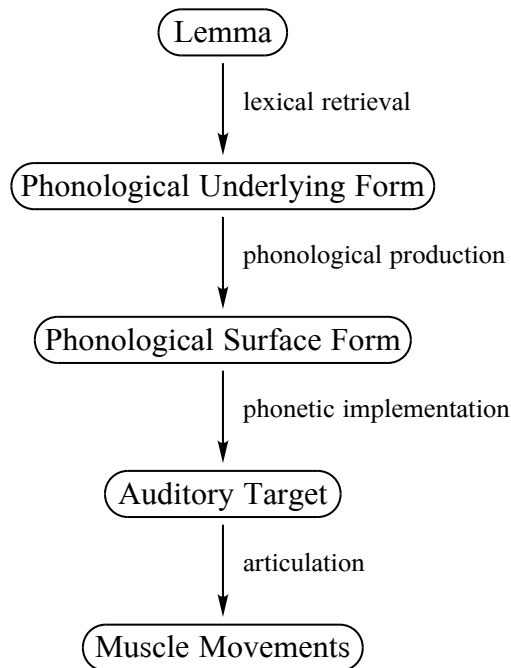 Lemma
lexical retrieval
Phonological Underlying Form
phonological production
Phonological Surface Form
phonetic implementation
Auditory Target
articulation
Muscle Movements